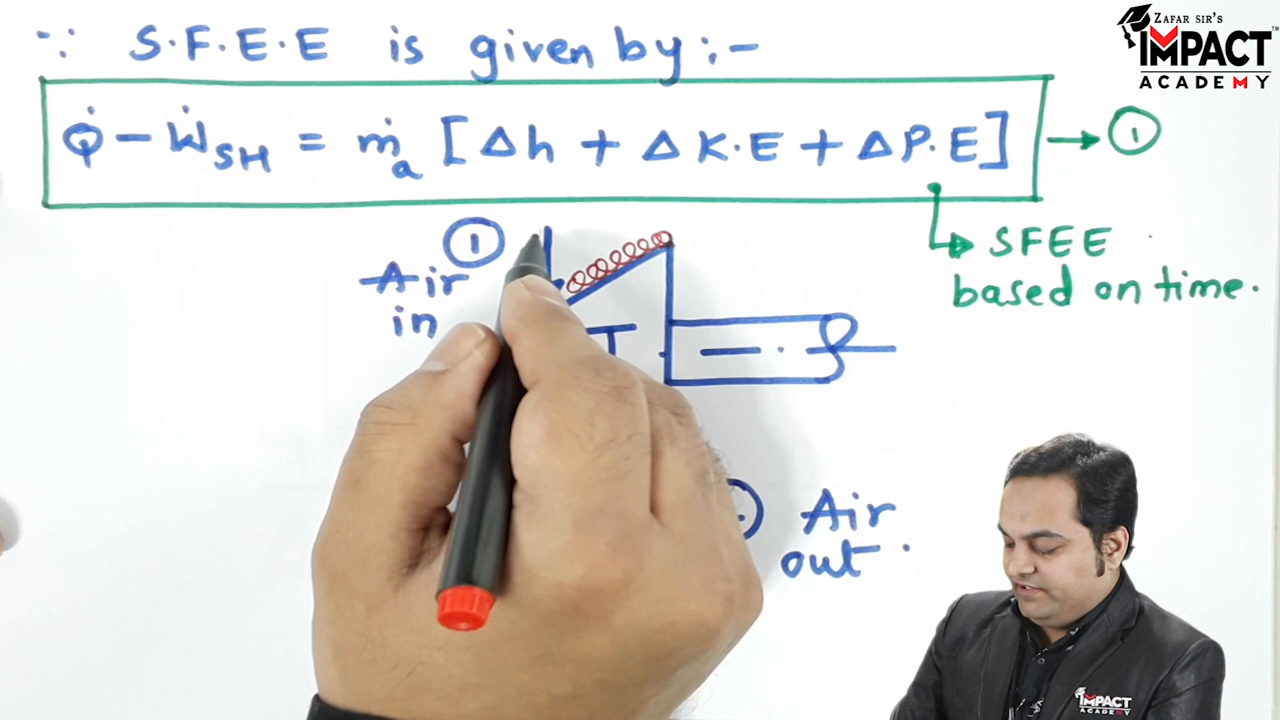 ∵ S.F.E.E is given by :-
Q̇ - Ẇ_SH = ṁ_a [Δh + ΔK.E + ΔP.E] → ①
SFEE
based on time.
①
Air
in
T
Air
out
ZAFAR SIR'S
IMPACT
ACADEMY
IMPACT
ACADEMY